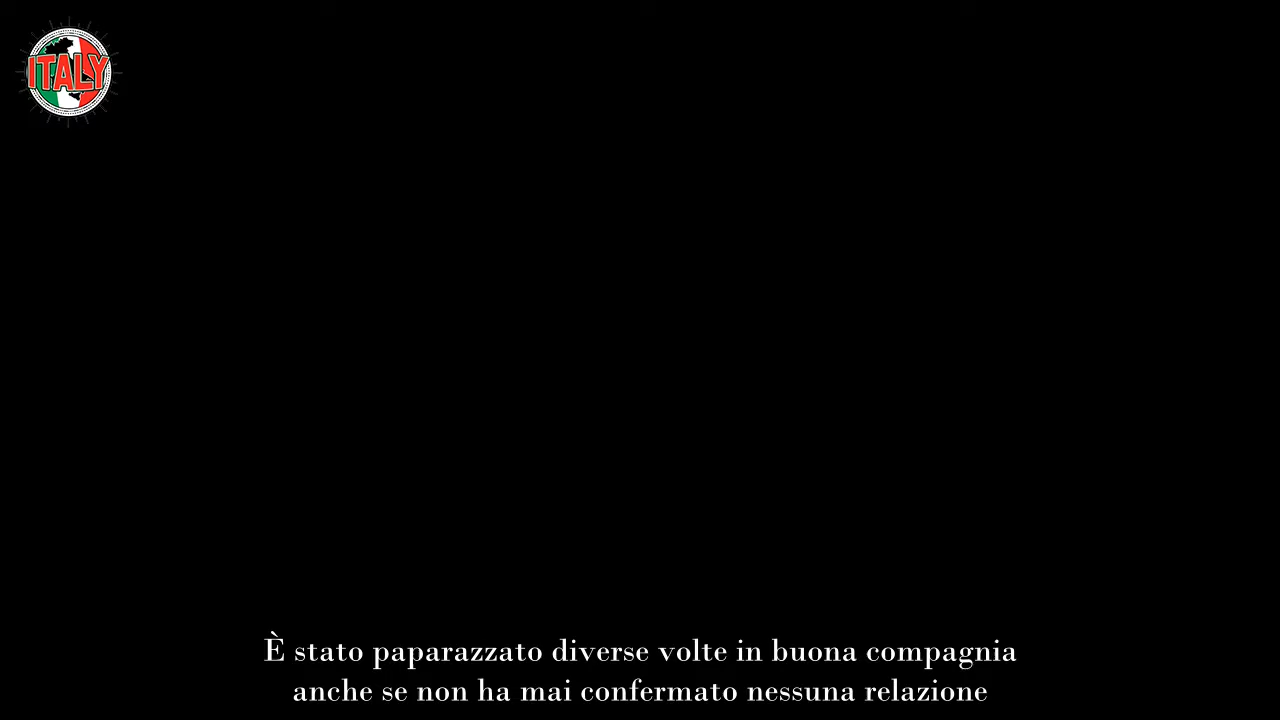 ITALY
È stato paparazzato diverse volte in buona compagnia
anche se non ha mai confermato nessuna relazione